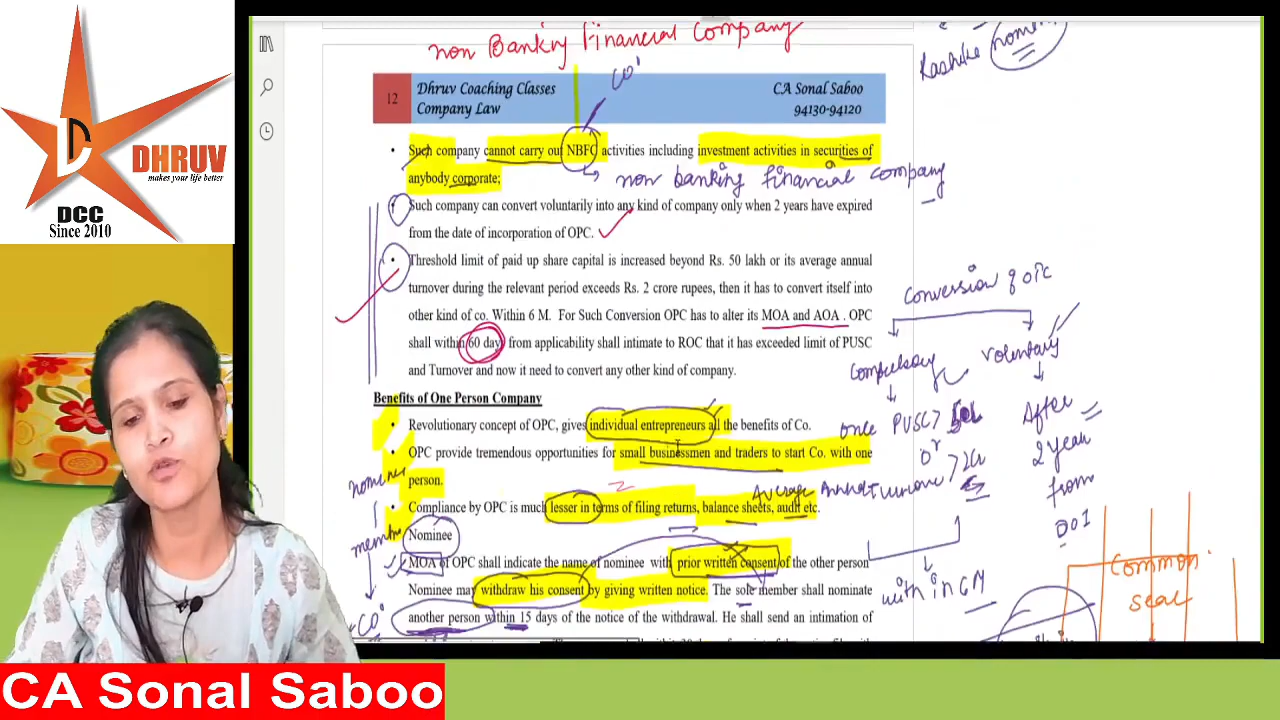 non Banking Financial Company
12
Dhruv Coaching Classes
Company Law
CA Sonal Saboo
94130-94120
Such company cannot carry out NBFC activities including investment activities in securities of
anybody corporate;
non banking financial company
Such company can convert voluntarily into any kind of company only when 2 years have expired
from the date of incorporation of OPC.
Threshold limit of paid up share capital is increased beyond Rs. 50 lakh or its average annual
turnover during the relevant period exceeds Rs. 2 crore rupees, then it has to convert itself into
other kind of co. Within 6 M. For Such Conversion OPC has to alter its MOA and AOA . OPC
shall within 60 day from applicability shall intimate to ROC that it has exceeded limit of PUSC
and Turnover and now it need to convert any other kind of company.
Benefits of One Person Company
Revolutionary concept of OPC, gives individual entrepreneurs all the benefits of Co.
OPC provide tremendous opportunities for small businessmen and traders to start Co. with one
person.
Compliance by OPC is much lesser in terms of filing returns, balance sheets, audit etc.
Nominee
MOA of OPC shall indicate the name of nominee with prior written consent of the other person
Nominee may withdraw his consent by giving written notice. The sole member shall nominate
another person within 15 days of the notice of the withdrawal. He shall send an intimation of
CO'
Conversion of OPC
Compulsory
Voluntary
once PUSC >
or
Average Annual Turnover > 2Cr
within 6M
After
2 Year
from
DOI
Common
seal
nominee
CO'
DHRUV
makes your life better
DCC
Since 2010
CA Sonal Saboo